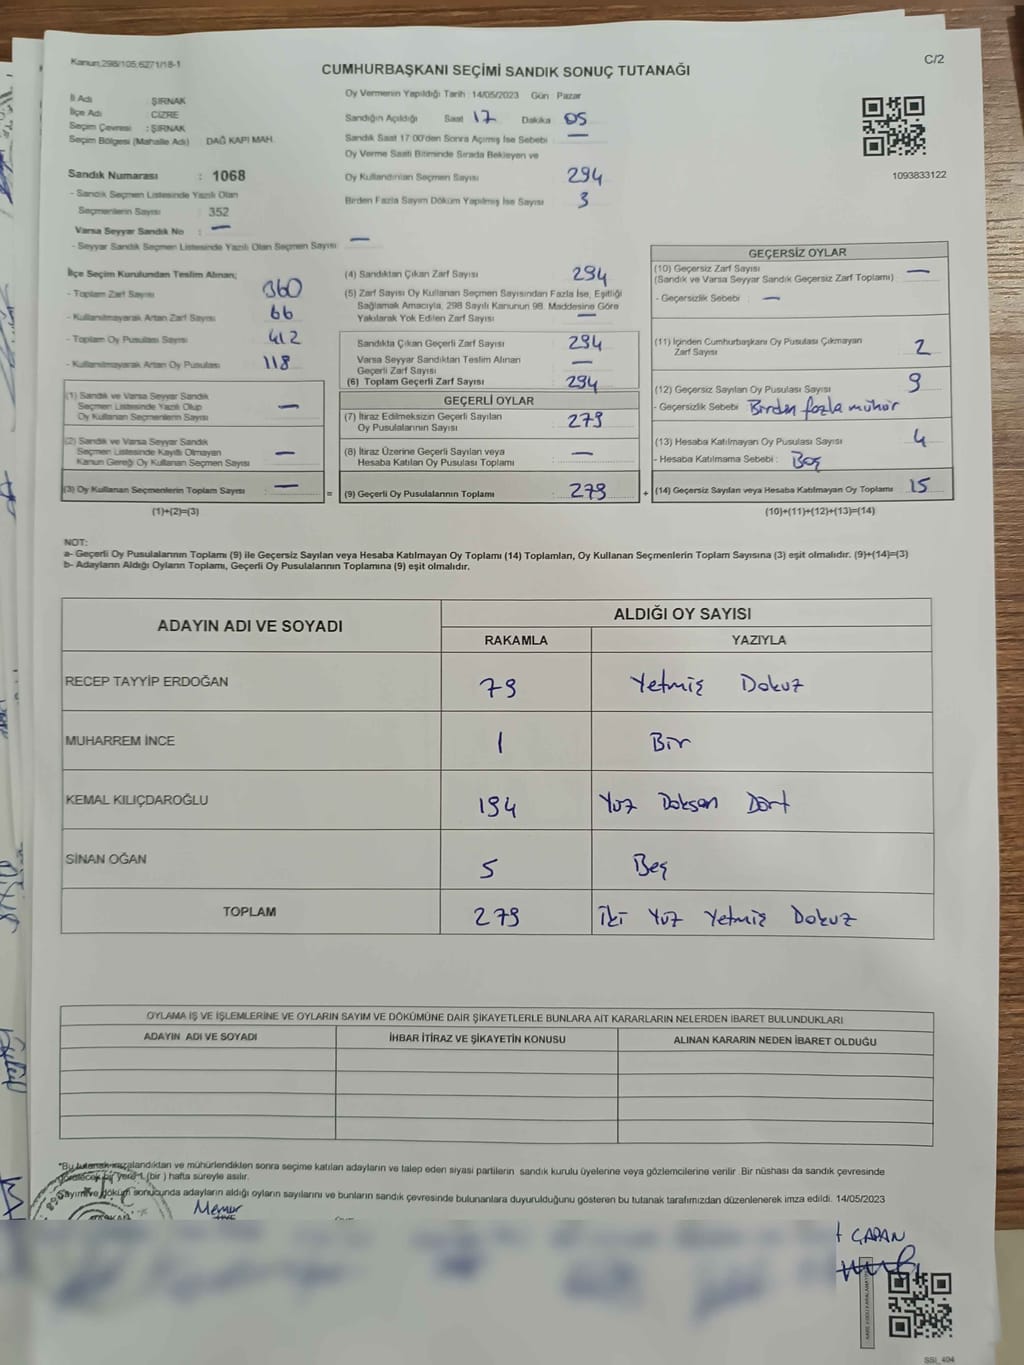 Kanun;298/105;6271/18-1
C/2
CUMHURBAŞKANI SEÇİMİ SANDIK SONUÇ TUTANAĞI
İl Adı : ŞIRNAK
İlçe Adı : CİZRE
Seçim Çevresi : ŞIRNAK
Seçim Bölgesi (Mahalle Adı) DAĞ KAPI MAH.
Sandık Numarası : 1068
- Sandık Seçmen Listesinde Yazılı Olan
Seçmenlerin Sayısı : 352
Varsa Seyyar Sandık No : —
- Seyyar Sandık Seçmen Listesinde Yazılı Olan Seçmen Sayısı : —
Oy Vermenin Yapıldığı Tarih : 14/05/2023 Gün Pazar
Sandığın Açıldığı Saat 17 Dakika 05
Sandık Saat 17:00'den Sonra Açılmış İse Sebebi —
Oy Verme Saati Bitiminde Sırada Bekleyen ve
Oy Kullandırılan Seçmen Sayısı 294
Birden Fazla Sayım Döküm Yapılmış İse Sayısı 3
1093833122
İlçe Seçim Kurulundan Teslim Alınan;
- Toplam Zarf Sayısı 360
- Kullanılmayarak Artan Zarf Sayısı 66
- Toplam Oy Pusulası Sayısı 412
- Kullanılmayarak Artan Oy Pusulası 118
(1) Sandık ve Varsa Seyyar Sandık
Seçmen Listesinde Yazılı Olup
Oy Kullanan Seçmenlerin Sayısı —
(2) Sandık ve Varsa Seyyar Sandık
Seçmen Listesinde Kayıtlı Olmayan
Kanun Gereği Oy Kullanan Seçmen Sayısı —
(3) Oy Kullanan Seçmenlerin Toplam Sayısı : —
(1)+(2)=(3)
=
(4) Sandıktan Çıkan Zarf Sayısı 294
(5) Zarf Sayısı Oy Kullanan Seçmen Sayısından Fazla İse, Eşitliği
Sağlamak Amacıyla, 298 Sayılı Kanunun 98. Maddesine Göre
Yakılarak Yok Edilen Zarf Sayısı —
Sandıkta Çıkan Geçerli Zarf Sayısı 294
Varsa Seyyar Sandıktan Teslim Alınan
Geçerli Zarf Sayısı —
(6) Toplam Geçerli Zarf Sayısı 294
GEÇERLİ OYLAR
(7) İtiraz Edilmeksizin Geçerli Sayılan
Oy Pusulalarının Sayısı 279
(8) İtiraz Üzerine Geçerli Sayılan veya
Hesaba Katılan Oy Pusulası Toplamı —
(9) Geçerli Oy Pusulalarının Toplamı 279
+
GEÇERSİZ OYLAR
(10) Geçersiz Zarf Sayısı
(Sandık ve Varsa Seyyar Sandık Geçersiz Zarf Toplamı) —
- Geçersizlik Sebebi : —
(11) İçinden Cumhurbaşkanı Oy Pusulası Çıkmayan
Zarf Sayısı 2
(12) Geçersiz Sayılan Oy Pusulası Sayısı 9
- Geçersizlik Sebebi Birden fazla mühür
(13) Hesaba Katılmayan Oy Pusulası Sayısı 4
- Hesaba Katılmama Sebebi : Boş
(14) Geçersiz Sayılan veya Hesaba Katılmayan Oy Toplamı 15
(10)+(11)+(12)+(13)=(14)
NOT:
a- Geçerli Oy Pusulalarının Toplamı (9) ile Geçersiz Sayılan veya Hesaba Katılmayan Oy Toplamı (14) Toplamları, Oy Kullanan Seçmenlerin Toplam Sayısına (3) eşit olmalıdır. (9)+(14)=(3)
b- Adayların Aldığı Oyların Toplamı, Geçerli Oy Pusulalarının Toplamına (9) eşit olmalıdır.
ADAYIN ADI VE SOYADI ALDIĞI OY SAYISI
RAKAMLA YAZIYLA
RECEP TAYYİP ERDOĞAN 79 Yetmiş Dokuz
MUHARREM İNCE 1 Bir
KEMAL KILIÇDAROĞLU 194 Yüz Doksan Dört
SİNAN OĞAN 5 Beş
TOPLAM 279 İki Yüz Yetmiş Dokuz
OYLAMA İŞ VE İŞLEMLERİNE VE OYLARIN SAYIM VE DÖKÜMÜNE DAİR ŞİKAYETLERLE BUNLARA AİT KARARLARIN NELERDEN İBARET BULUNDUKLARI
ADAYIN ADI VE SOYADI İHBAR İTİRAZ VE ŞİKAYETİN KONUSU ALINAN KARARIN NEDEN İBARET OLDUĞU
*Bu tutanak imzalandıktan ve mühürlendikten sonra seçime katılan adayların ve talep eden siyasi partilerin sandık kurulu üyelerine veya gözlemcilerine verilir. Bir nüshası da sandık çevresinde
görülecek bir yere 1 (bir) hafta süreyle asılır.
Sayım ve döküm sonucunda adayların aldığı oyların sayılarını ve bunların sandık çevresinde bulunanlara duyurulduğunu gösteren bu tutanak tarafımızdan düzenlenerek imza edildi. 14/05/2023
Memur
ÇAPAN
SSI_404